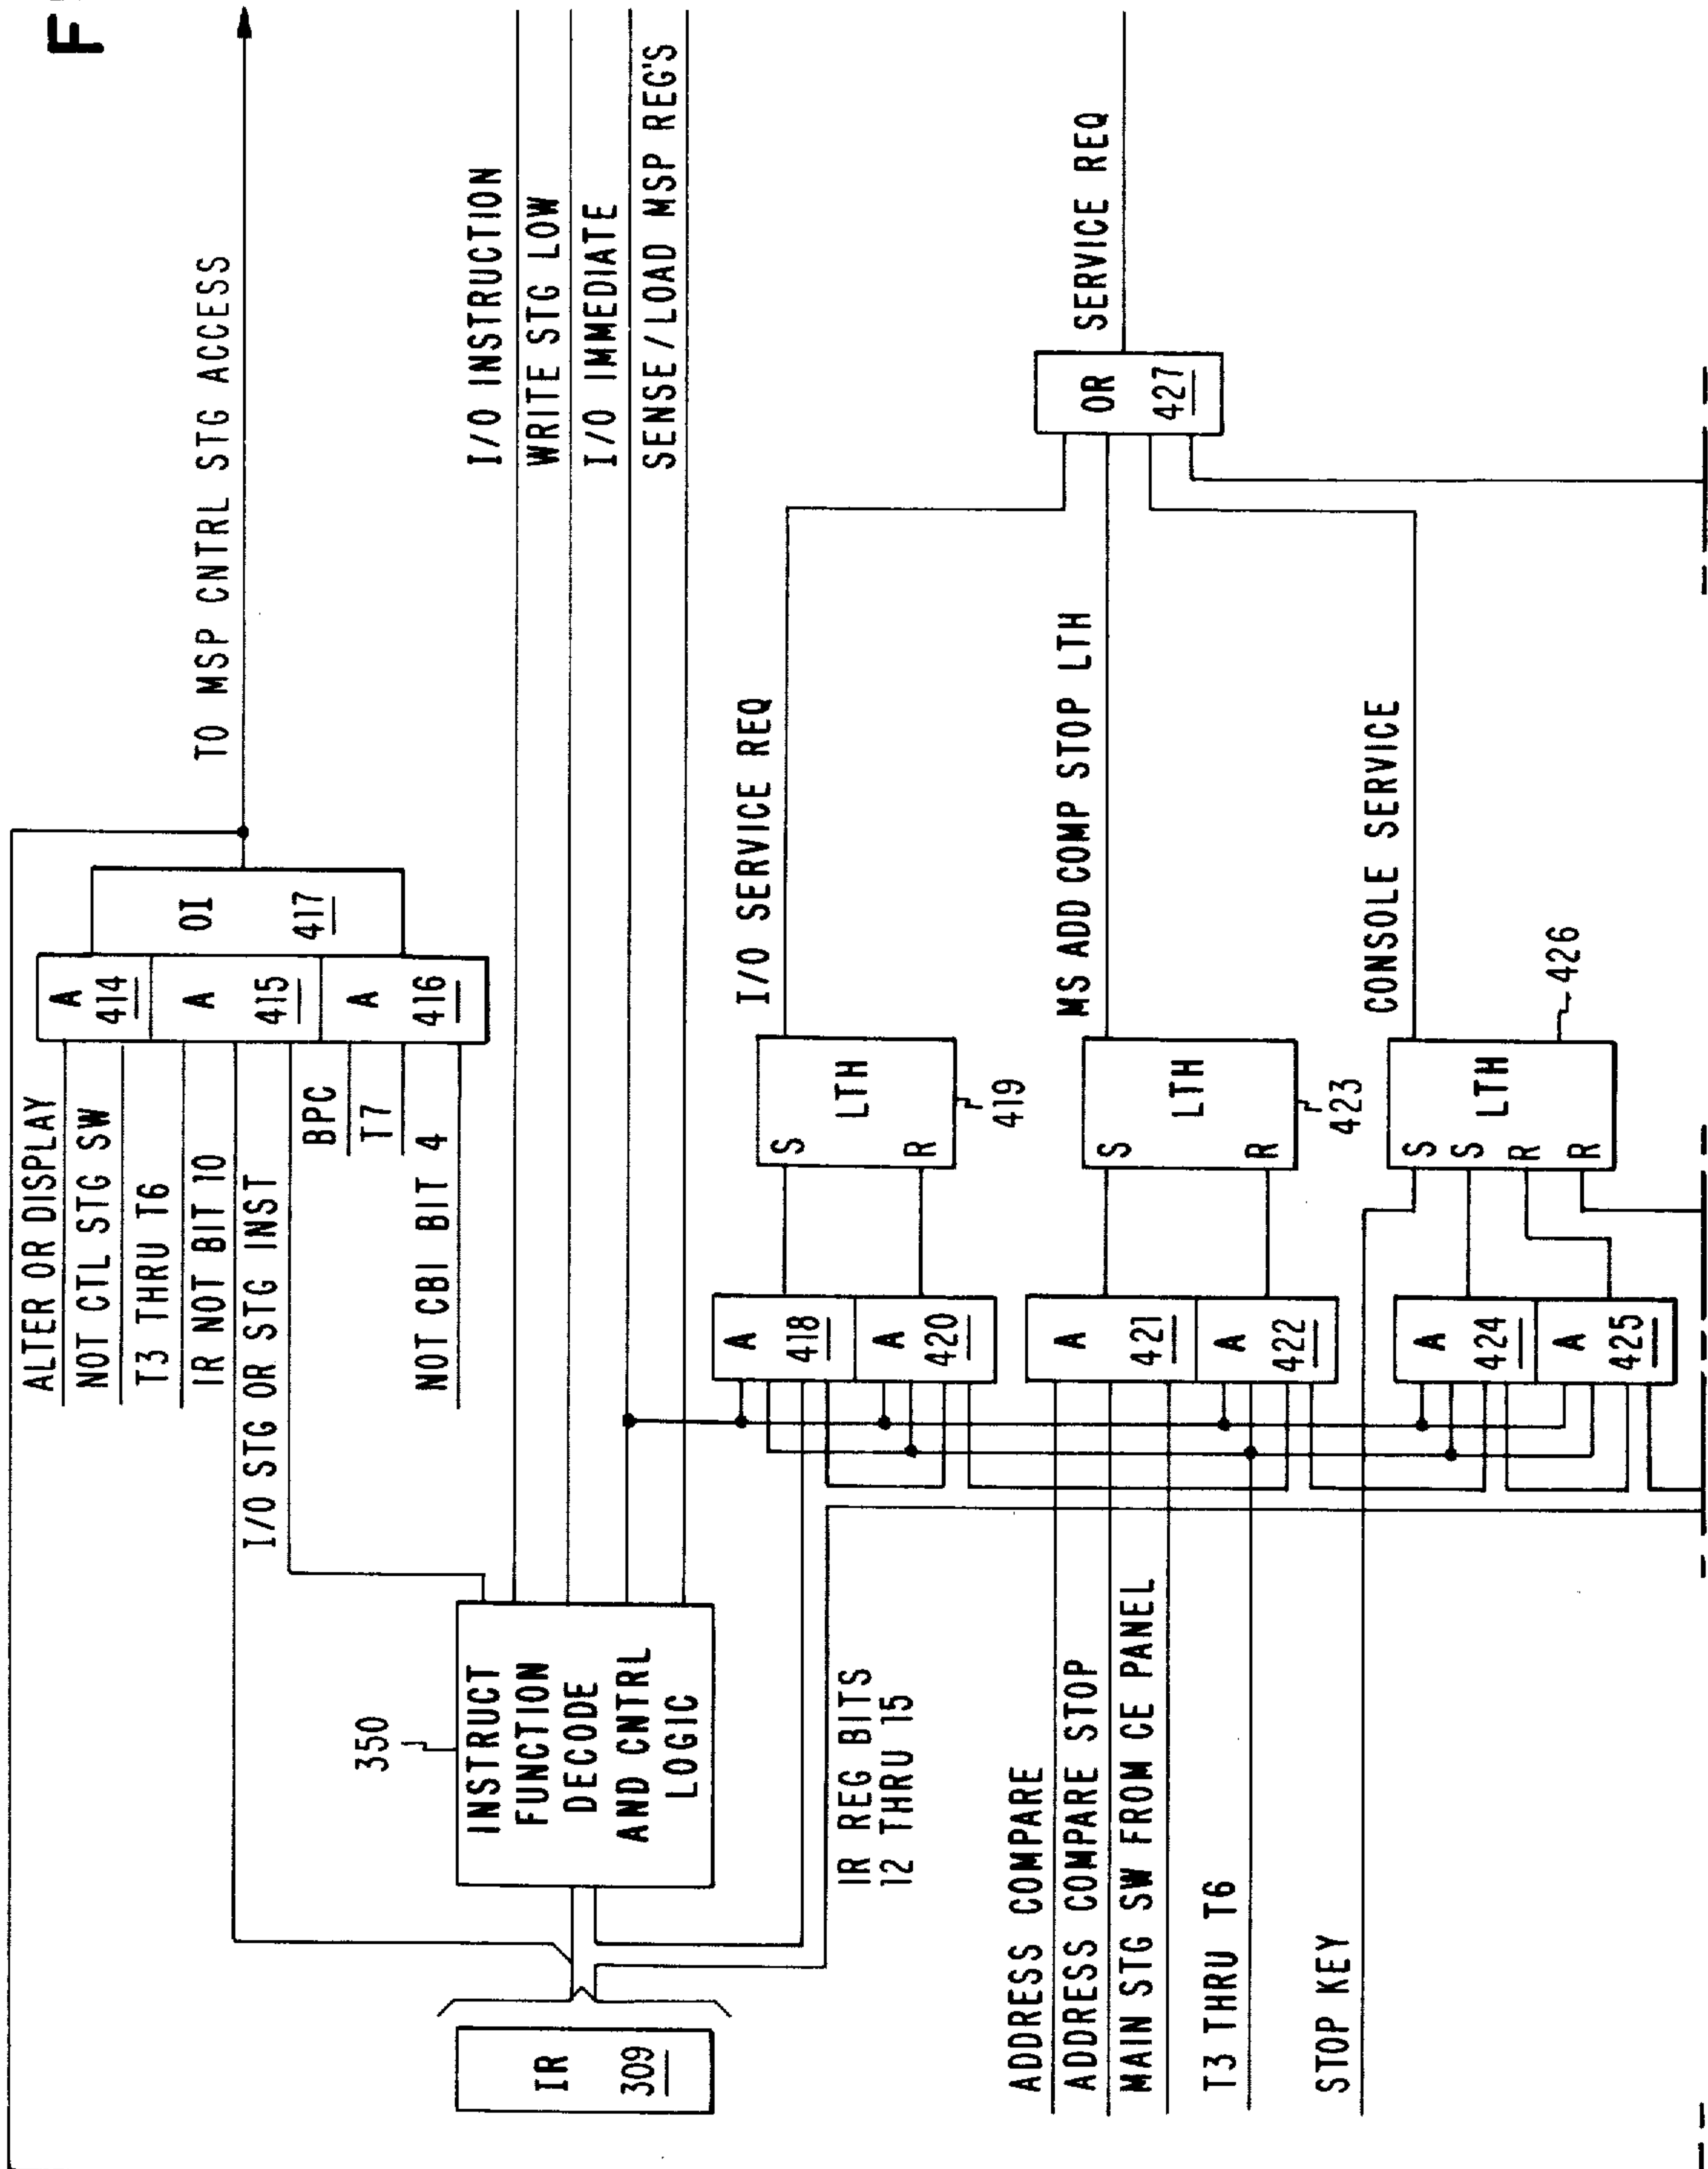 F
TO MSP CNTRL STG ACCESS
ALTER OR DISPLAY
NOT CTL STG SW
T3 THRU T6
IR NOT BIT 10
I/O STG OR STG INST
BPC
T7
NOT CBI BIT 4
A
414
A
415
A
416
OI
417
I/O INSTRUCTION
WRITE STG LOW
I/O IMMEDIATE
SENSE/LOAD MSP REG'S
IR
309
350
INSTRUCT
FUNCTION
DECODE
AND CNTRL
LOGIC
IR REG BITS
12 THRU 15
A
418
A
420
S
R
LTH
419
I/O SERVICE REQ
ADDRESS COMPARE
ADDRESS COMPARE STOP
MAIN STG SW FROM CE PANEL
T3 THRU T6
A
421
A
422
S
R
LTH
423
MS ADD COMP STOP LTH
STOP KEY
A
424
A
425
S
S
R
R
LTH
426
CONSOLE SERVICE
OR
427
SERVICE REQ